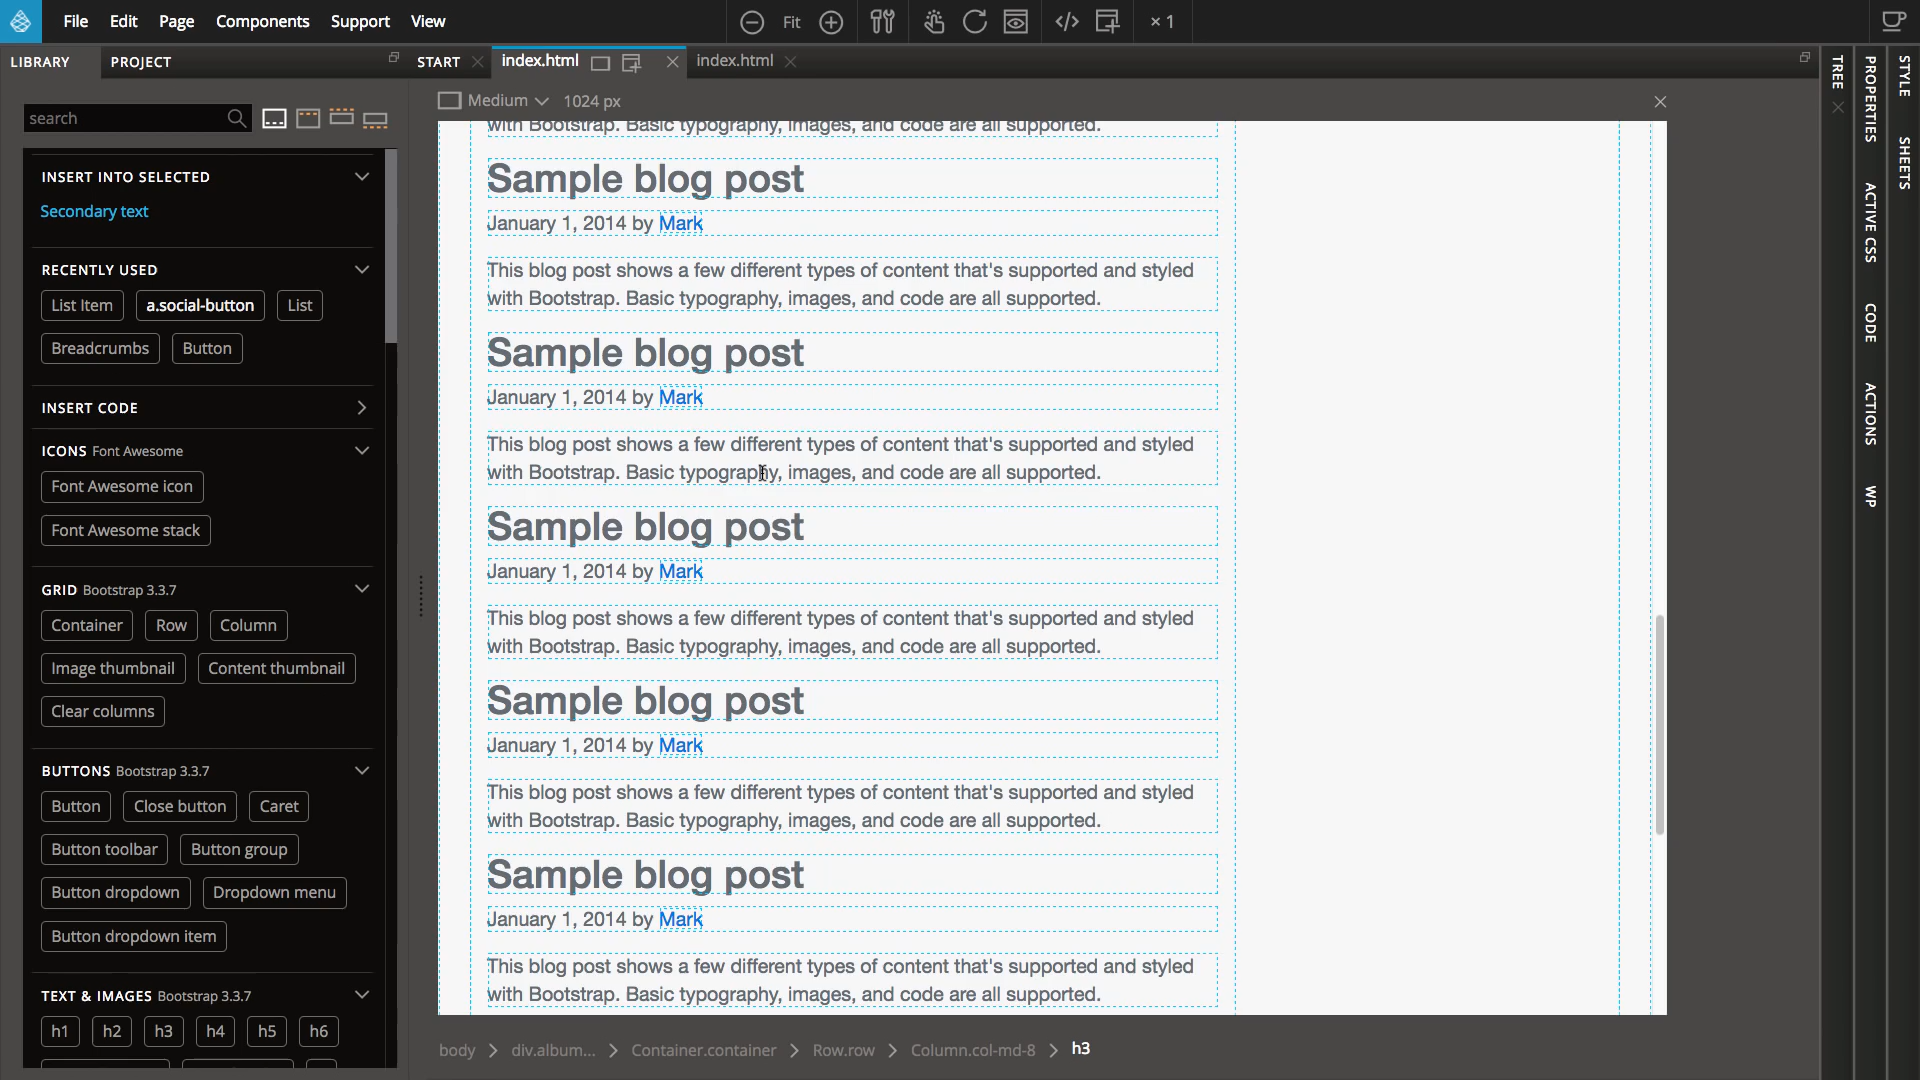 File Edit Page Components Support View
Fit
× 1
LIBRARY PROJECT
START index.html index.html
Medium 1024 px
search
INSERT INTO SELECTED
Secondary text
RECENTLY USED
List Item a.social-button List
Breadcrumbs Button
INSERT CODE
ICONS Font Awesome
Font Awesome icon
Font Awesome stack
GRID Bootstrap 3.3.7
Container Row Column
Image thumbnail Content thumbnail
Clear columns
BUTTONS Bootstrap 3.3.7
Button Close button Caret
Button toolbar Button group
Button dropdown Dropdown menu
Button dropdown item
TEXT & IMAGES Bootstrap 3.3.7
h1 h2 h3 h4 h5 h6
with Bootstrap. Basic typography, images, and code are all supported.
Sample blog post
January 1, 2014 by Mark
This blog post shows a few different types of content that's supported and styled
with Bootstrap. Basic typography, images, and code are all supported.
Sample blog post
January 1, 2014 by Mark
This blog post shows a few different types of content that's supported and styled
with Bootstrap. Basic typography, images, and code are all supported.
Sample blog post
January 1, 2014 by Mark
This blog post shows a few different types of content that's supported and styled
with Bootstrap. Basic typography, images, and code are all supported.
Sample blog post
January 1, 2014 by Mark
This blog post shows a few different types of content that's supported and styled
with Bootstrap. Basic typography, images, and code are all supported.
Sample blog post
January 1, 2014 by Mark
This blog post shows a few different types of content that's supported and styled
with Bootstrap. Basic typography, images, and code are all supported.
body div.album... Container.container Row.row Column.col-md-8 h3
TREE
PROPERTIES
ACTIVE CSS
CODE
ACTIONS
WP
STYLE
SHEETS